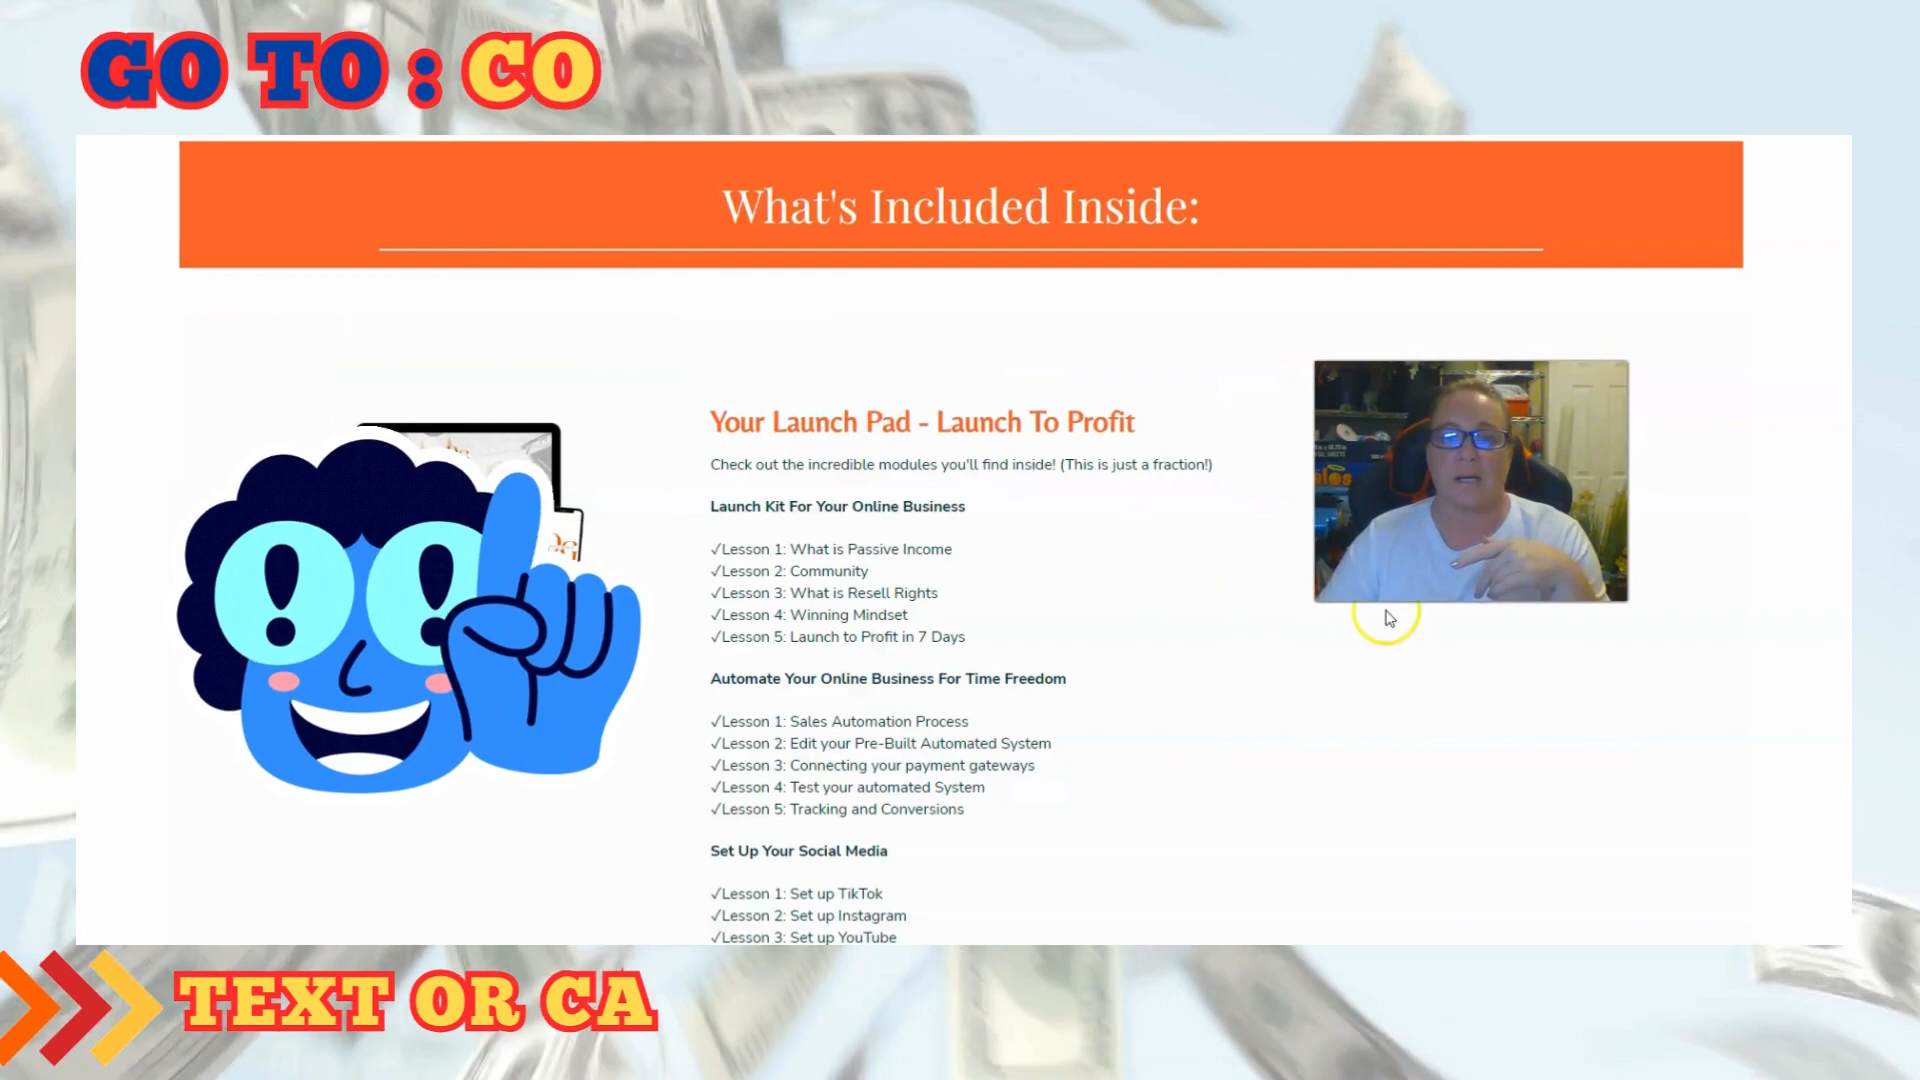 GO TO : CO
What's Included Inside:
Your Launch Pad - Launch To Profit
Check out the incredible modules you'll find inside! (This is just a fraction!)
Launch Kit For Your Online Business
✓Lesson 1: What is Passive Income
✓Lesson 2: Community
✓Lesson 3: What is Resell Rights
✓Lesson 4: Winning Mindset
✓Lesson 5: Launch to Profit in 7 Days
Automate Your Online Business For Time Freedom
✓Lesson 1: Sales Automation Process
✓Lesson 2: Edit your Pre-Built Automated System
✓Lesson 3: Connecting your payment gateways
✓Lesson 4: Test your automated System
✓Lesson 5: Tracking and Conversions
Set Up Your Social Media
✓Lesson 1: Set up TikTok
✓Lesson 2: Set up Instagram
✓Lesson 3: Set up YouTube
TEXT OR CA